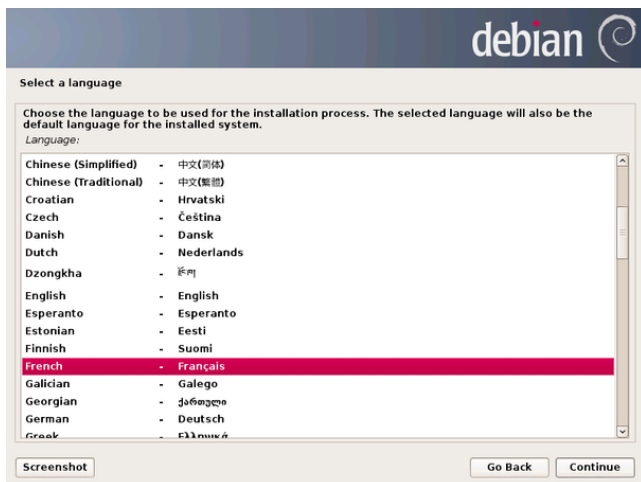 debian
Select a language
Choose the language to be used for the installation process. The selected language will also be the
default language for the installed system.
Language:
Chinese (Simplified) - 中文(简体)
Chinese (Traditional) - 中文(繁體)
Croatian - Hrvatski
Czech - Čeština
Danish - Dansk
Dutch - Nederlands
Dzongkha - རྫོང་ཁ།
English - English
Esperanto - Esperanto
Estonian - Eesti
Finnish - Suomi
French - Français
Galician - Galego
Georgian - ქართული
German - Deutsch
Greek - Ελληνικά
Screenshot Go Back Continue